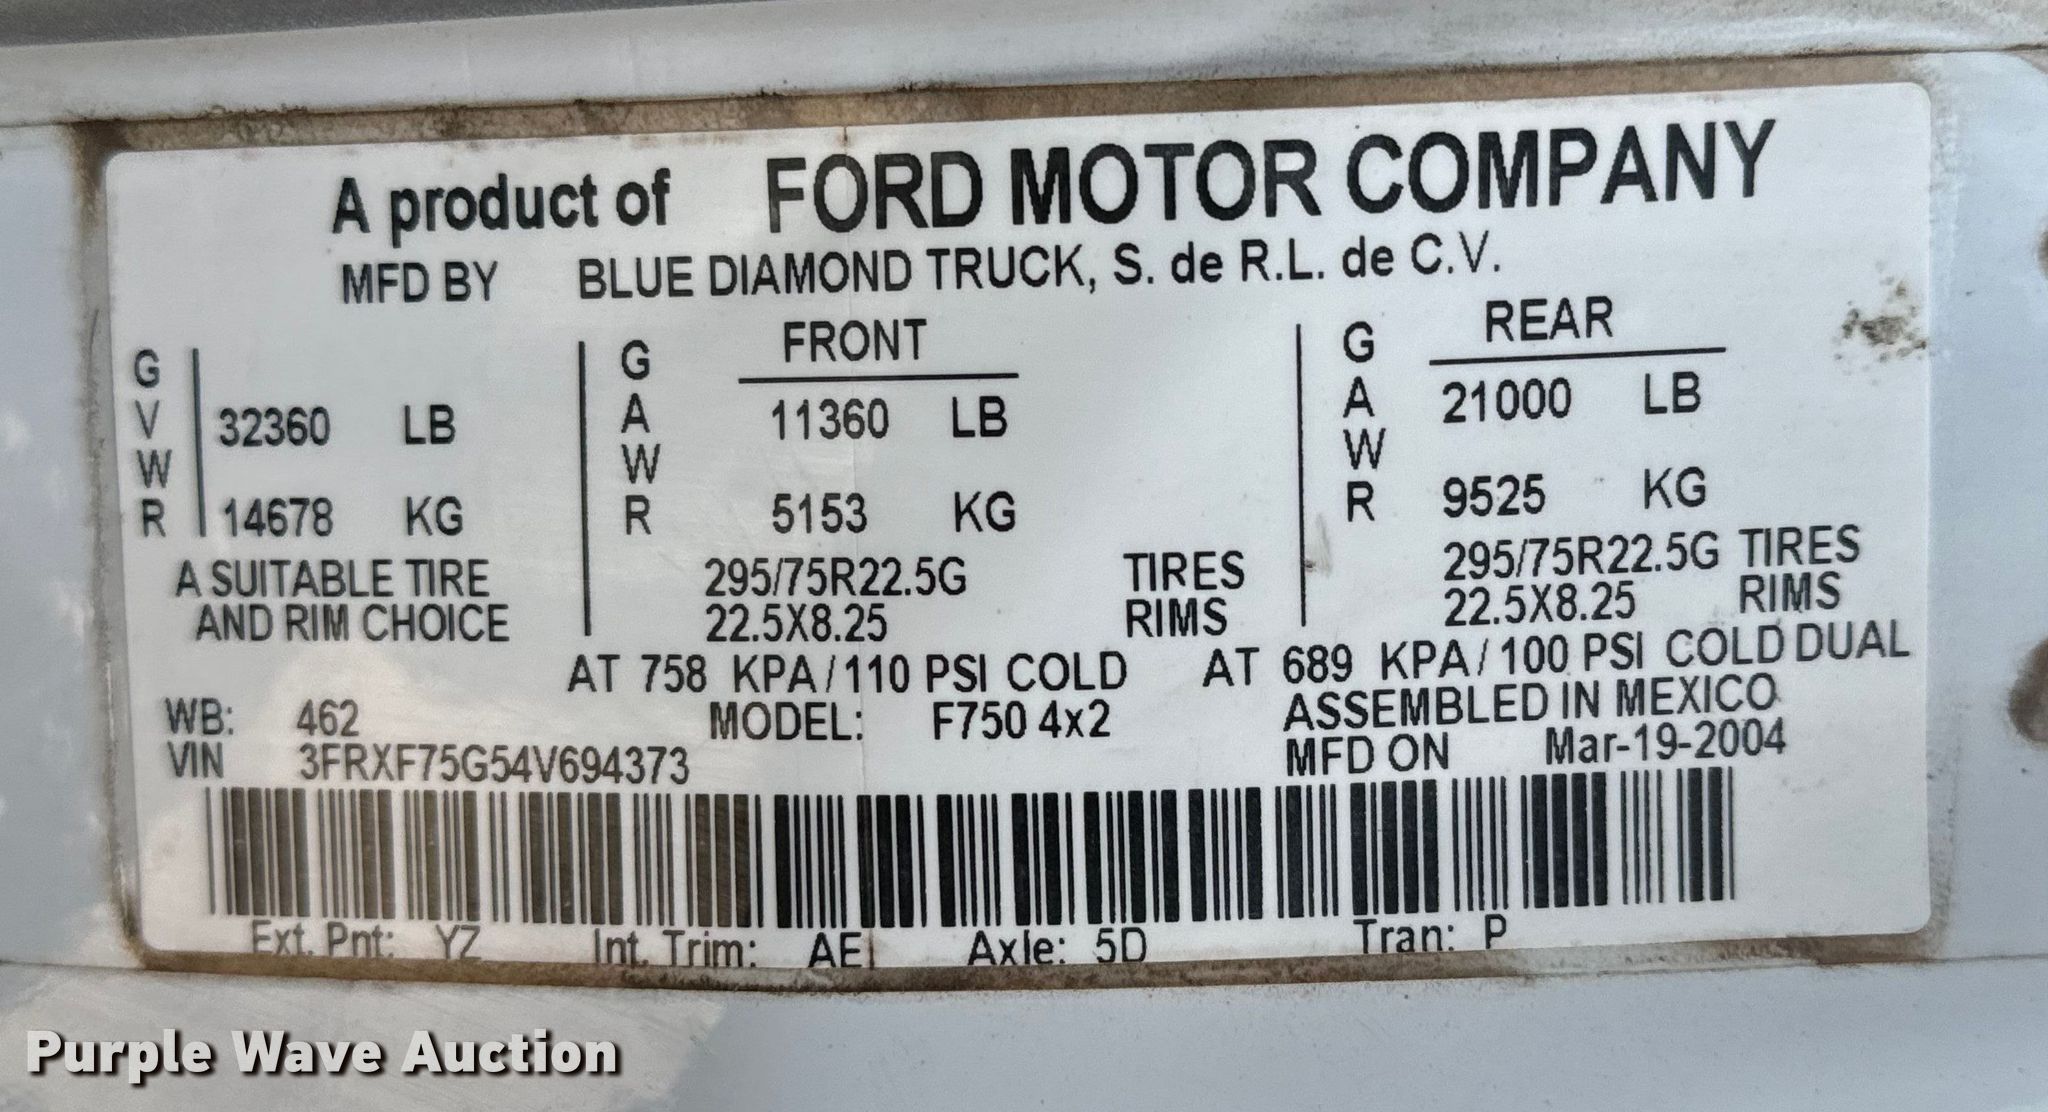 A product of FORD MOTOR COMPANY
MFD BY BLUE DIAMOND TRUCK, S. de R.L. de C.V.
GVWR 32360 LB
14678 KG
GAWR FRONT
11360 LB
5153 KG
GAWR REAR
21000 LB
9525 KG
A SUITABLE TIRE 295/75R22.5G TIRES 295/75R22.5G TIRES
AND RIM CHOICE 22.5X8.25 RIMS 22.5X8.25 RIMS
AT 758 KPA/110 PSI COLD AT 689 KPA/100 PSI COLD DUAL
WB: 462 MODEL: F750 4x2 ASSEMBLED IN MEXICO
VIN 3FRXF75G54V694373 MFD ON Mar-19-2004
Ext. Pnt: YZ Int. Trim: AE Axle: 5D Tran: P
Purple Wave Auction